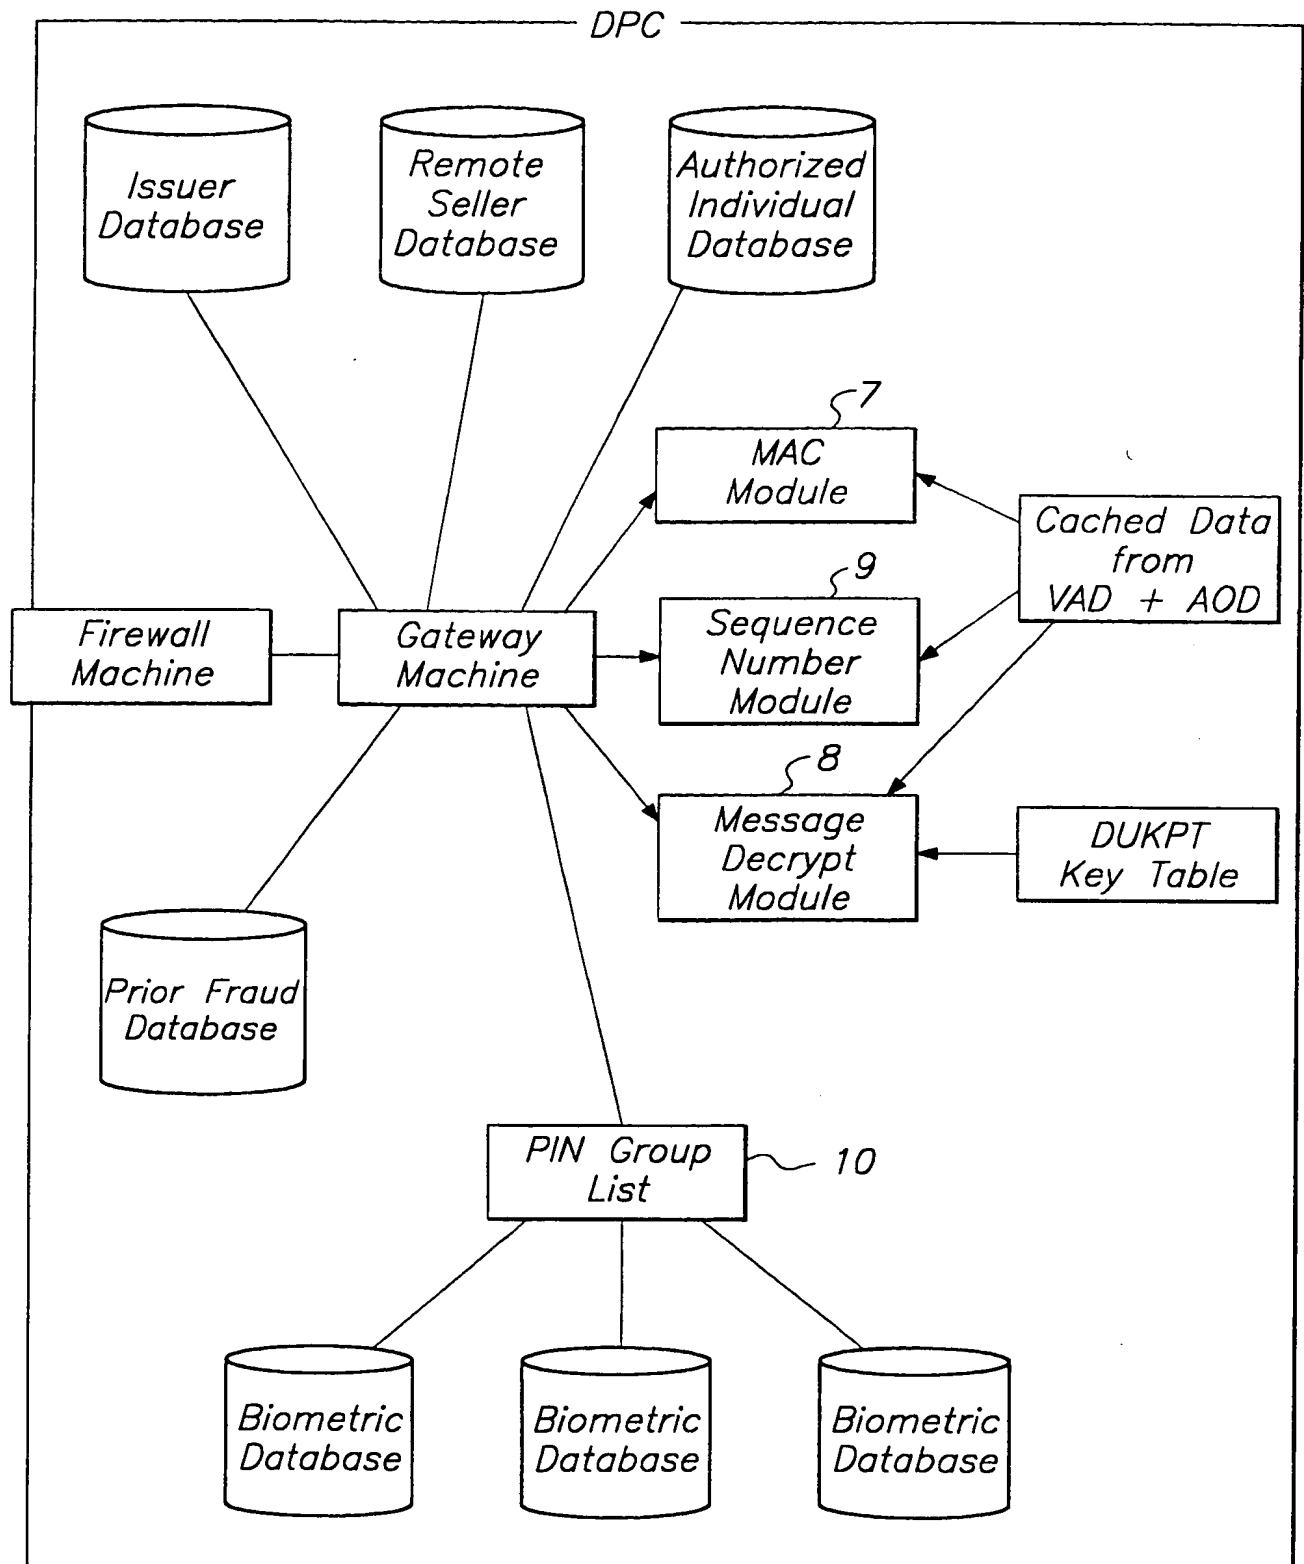 DPC
Issuer
Database
Remote
Seller
Database
Authorized
Individual
Database
7
MAC
Module
Cached Data
from
VAD + AOD
9
Firewall
Machine
Gateway
Machine
Sequence
Number
Module
8
Message
Decrypt
Module
DUKPT
Key Table
Prior Fraud
Database
PIN Group
List
10
Biometric
Database
Biometric
Database
Biometric
Database